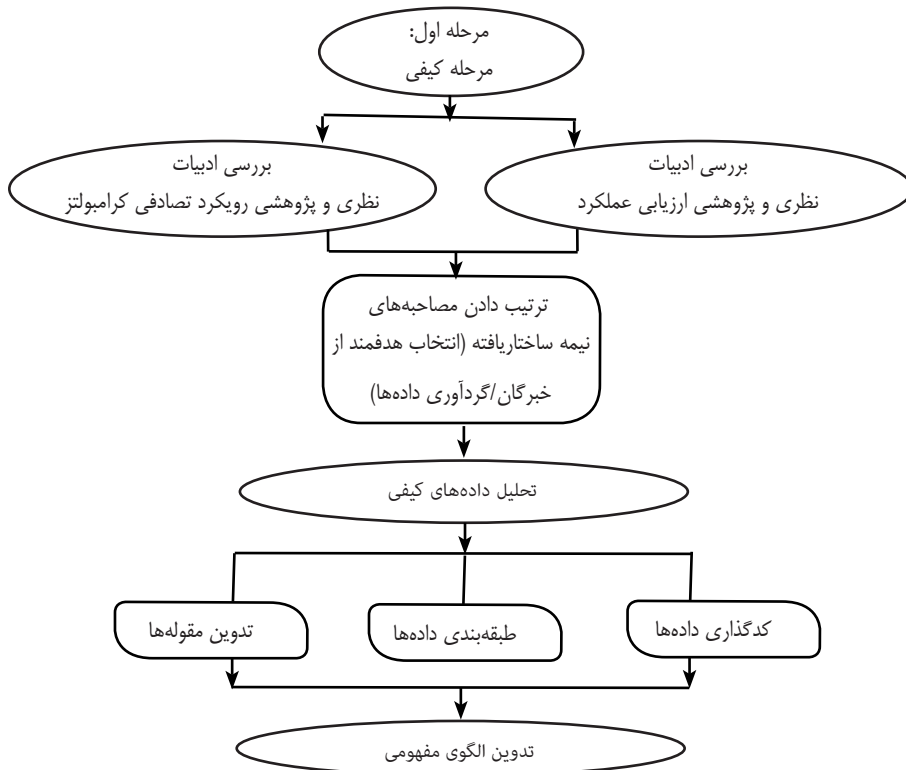 مرحله اول:
مرحله کیفی
بررسی ادبیات
نظری و پژوهشی ارزیابی عملکرد
بررسی ادبیات
نظری و پژوهشی رویکرد تصادفی کرامبولتز
ترتیب دادن مصاحبه‌های
نیمه ساختاریافته (انتخاب هدفمند از
خبرگان/گردآوری داده‌ها)
تحلیل داده‌های کیفی
کدگذاری داده‌ها
طبقه‌بندی داده‌ها
تدوین مقوله‌ها
تدوین الگوی مفهومی